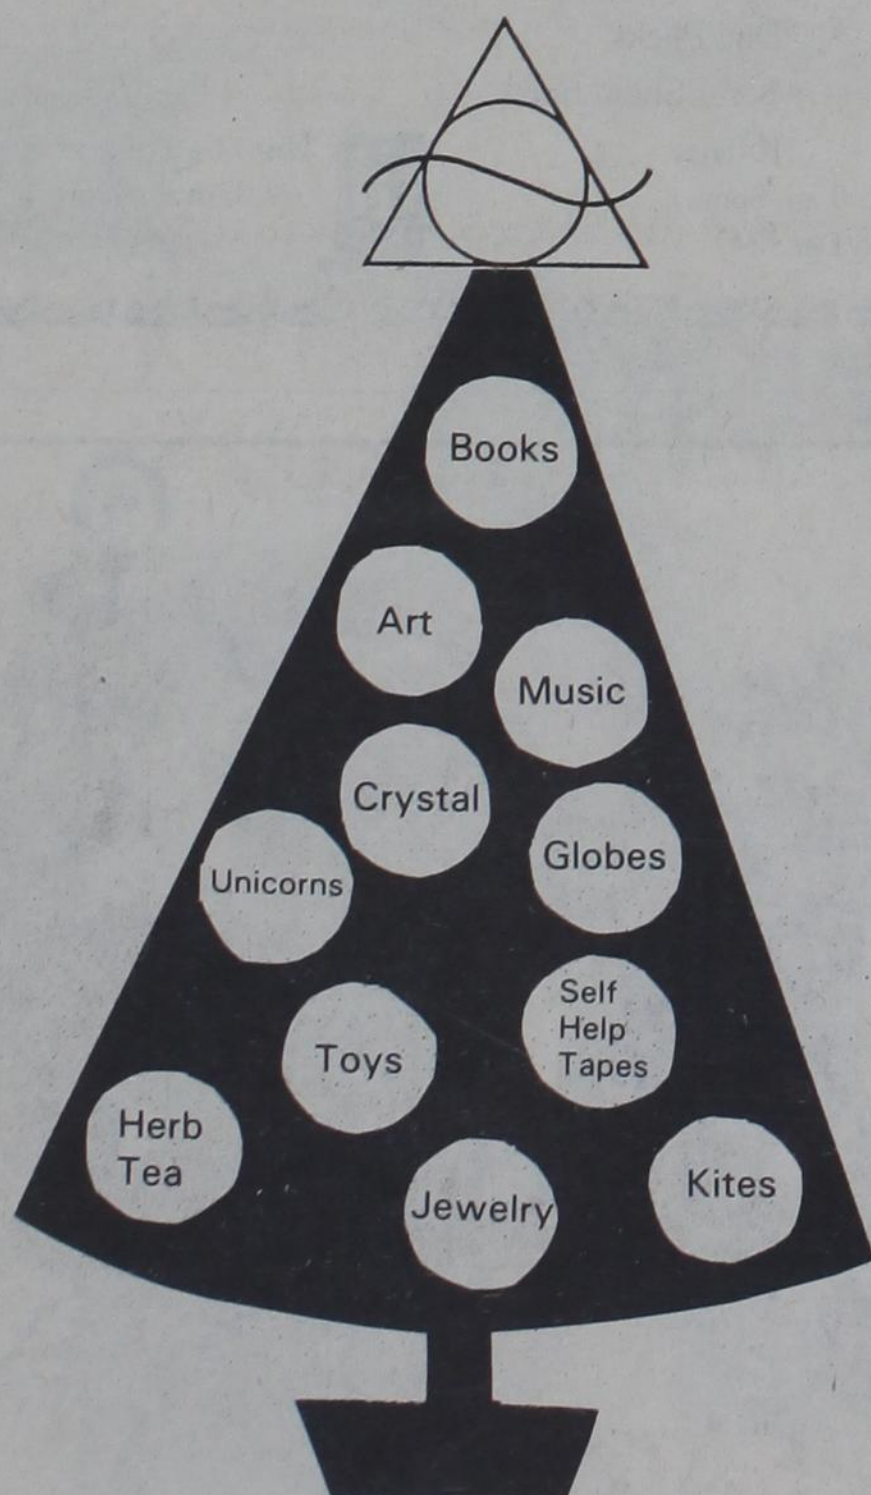 Books
Art
Music
Crystal
Globes
Unicorns
Self
Help
Tapes
Toys
Herb
Tea
Kites
Jewelry